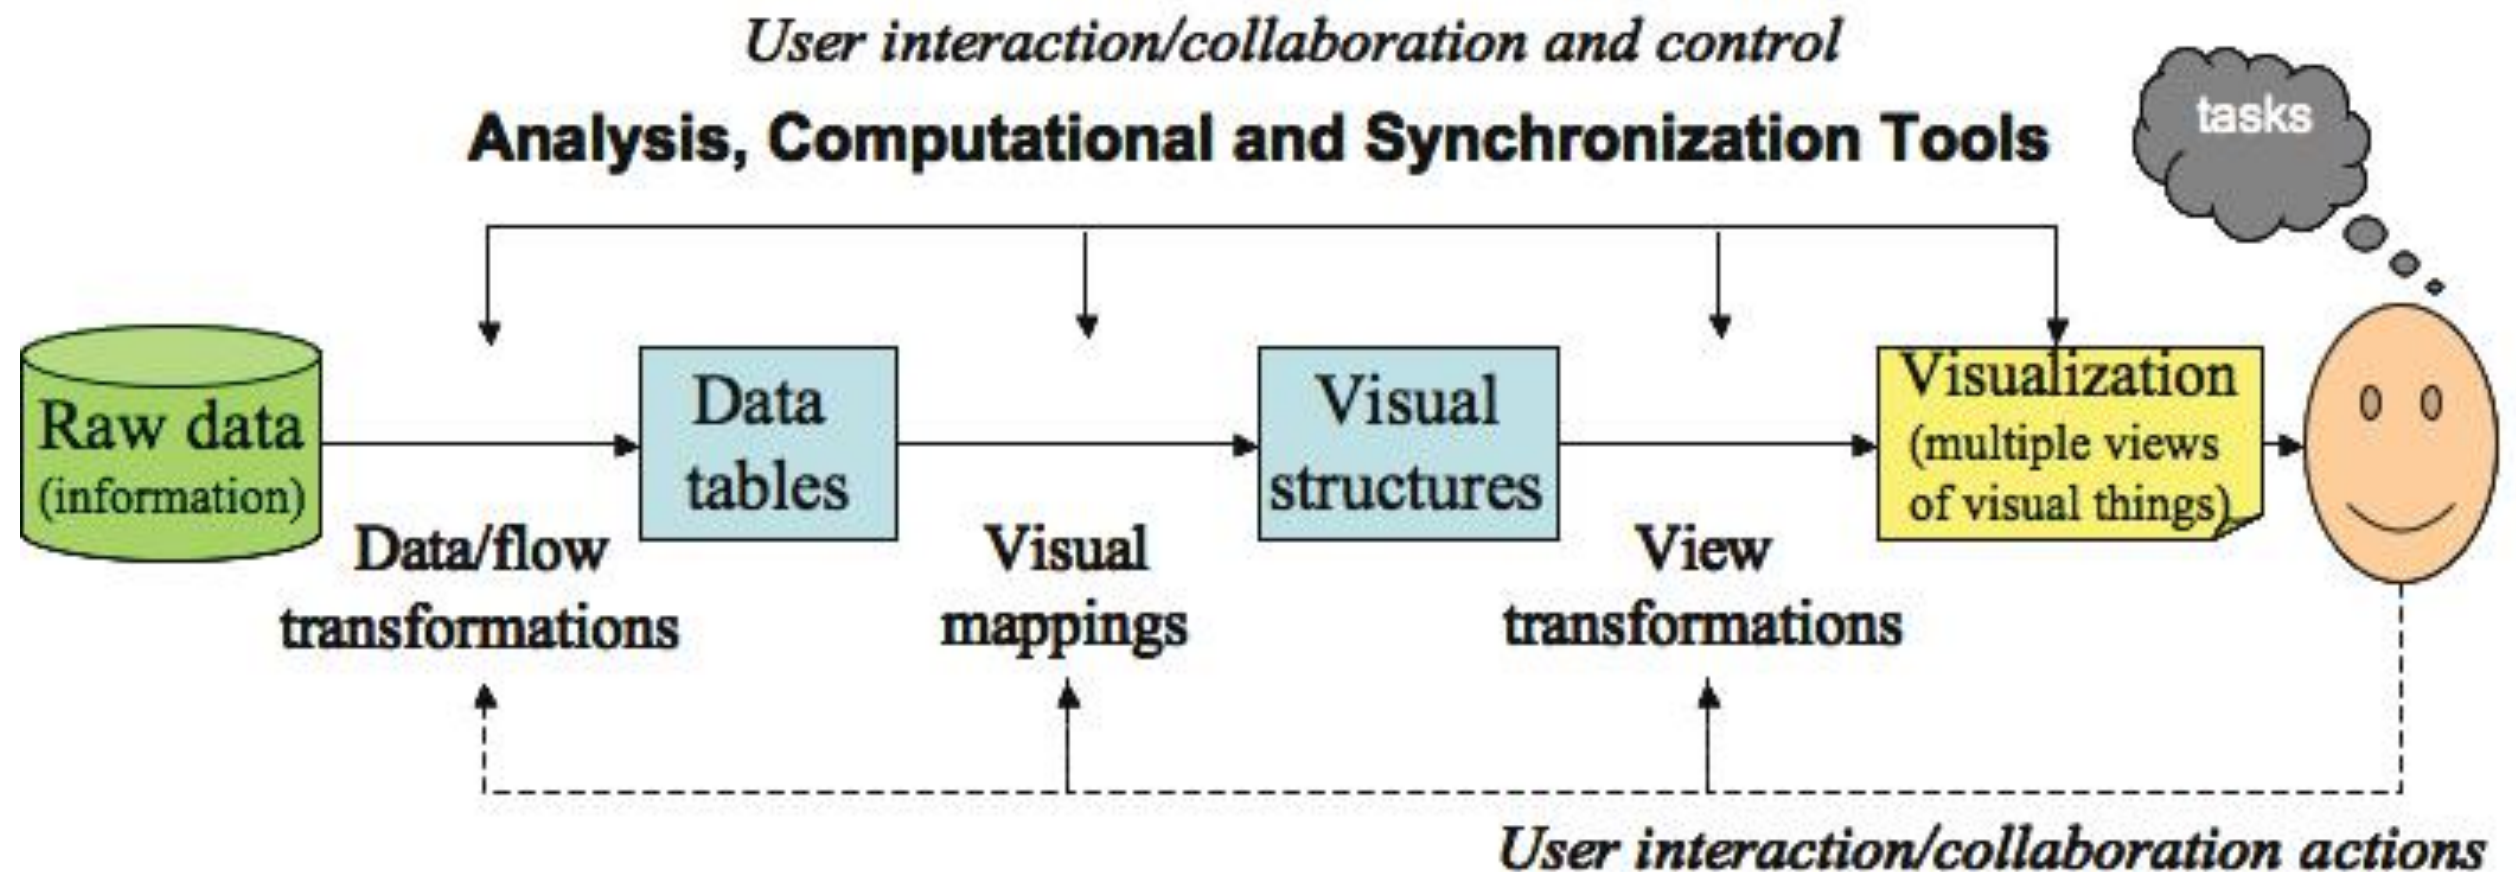 User interaction/collaboration and control
Analysis, Computational and Synchronization Tools
tasks
Raw data
(information)
Data/flow
transformations
Data
tables
Visual
mappings
Visual
structures
View
transformations
Visualization
(multiple views
of visual things)
User interaction/collaboration actions